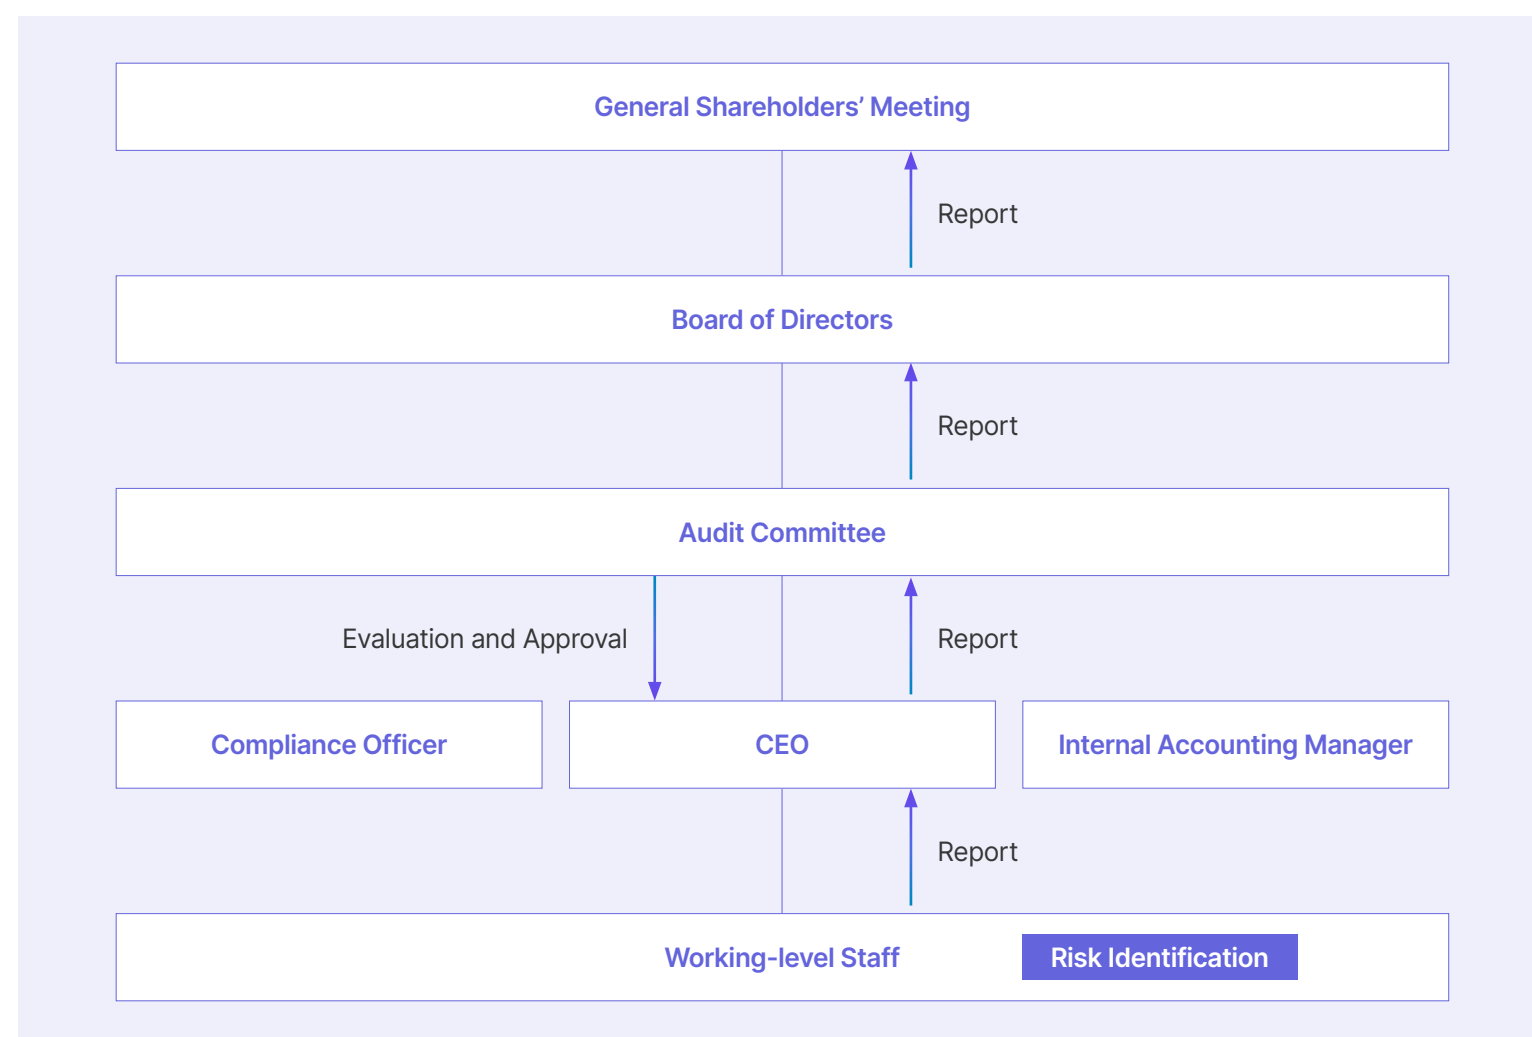 General Shareholders’ Meeting
Report
Board of Directors
Report
Audit Committee
Evaluation and Approval
Report
Compliance Officer
CEO
Internal Accounting Manager
Report
Working-level Staff
Risk Identification